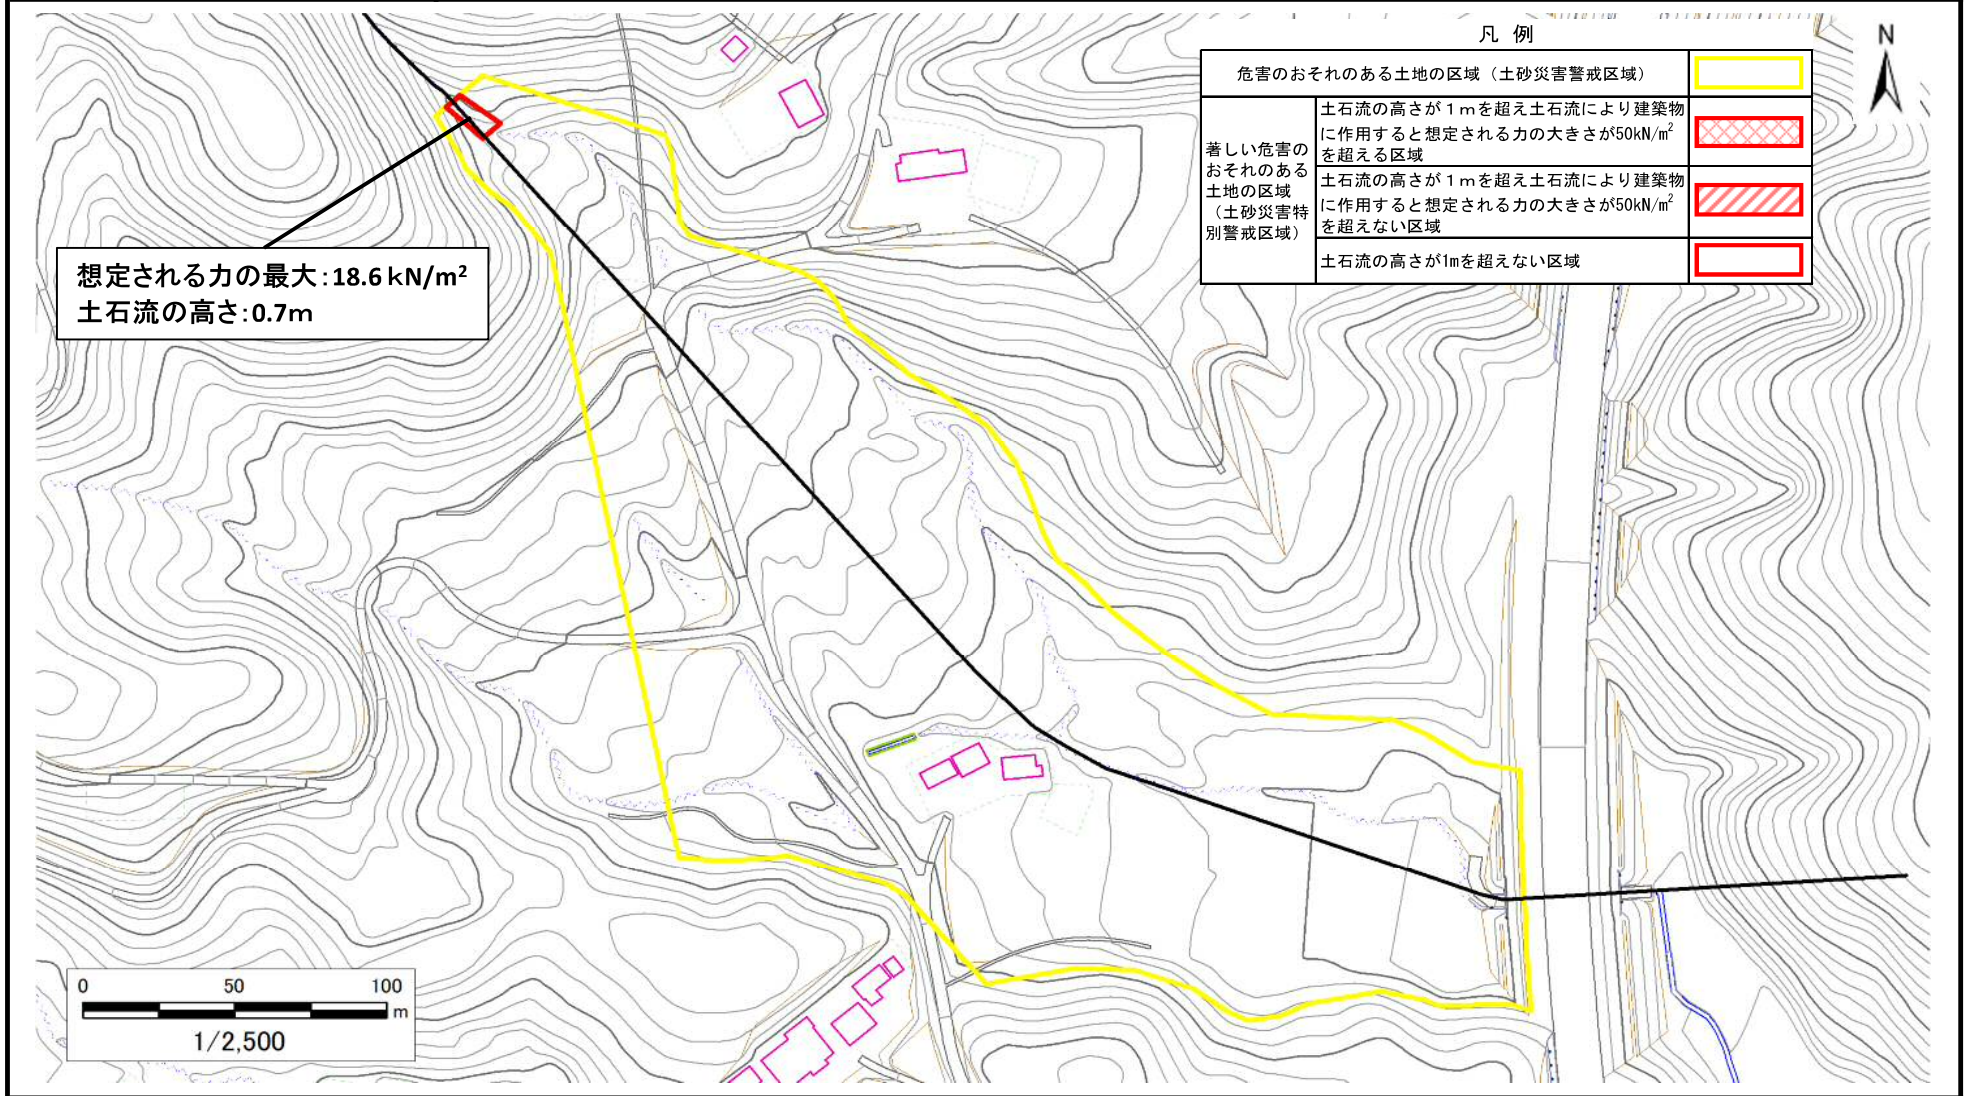 凡 例
N
危害のおそれのある土地の区域（土砂災害警戒区域）
著しい危害の
おそれのある
土地の区域
（土砂災害特
別警戒区域）
土石流の高さが１ｍを超え土石流により建築物
に作用すると想定される力の大きさが50kN/m²
を超える区域
土石流の高さが１ｍを超え土石流により建築物
に作用すると想定される力の大きさが50kN/m²
を超えない区域
土石流の高さが1mを超えない区域
想定される力の最大:18.6kN/m²
土石流の高さ:0.7m
0 50 100
m
1/2,500